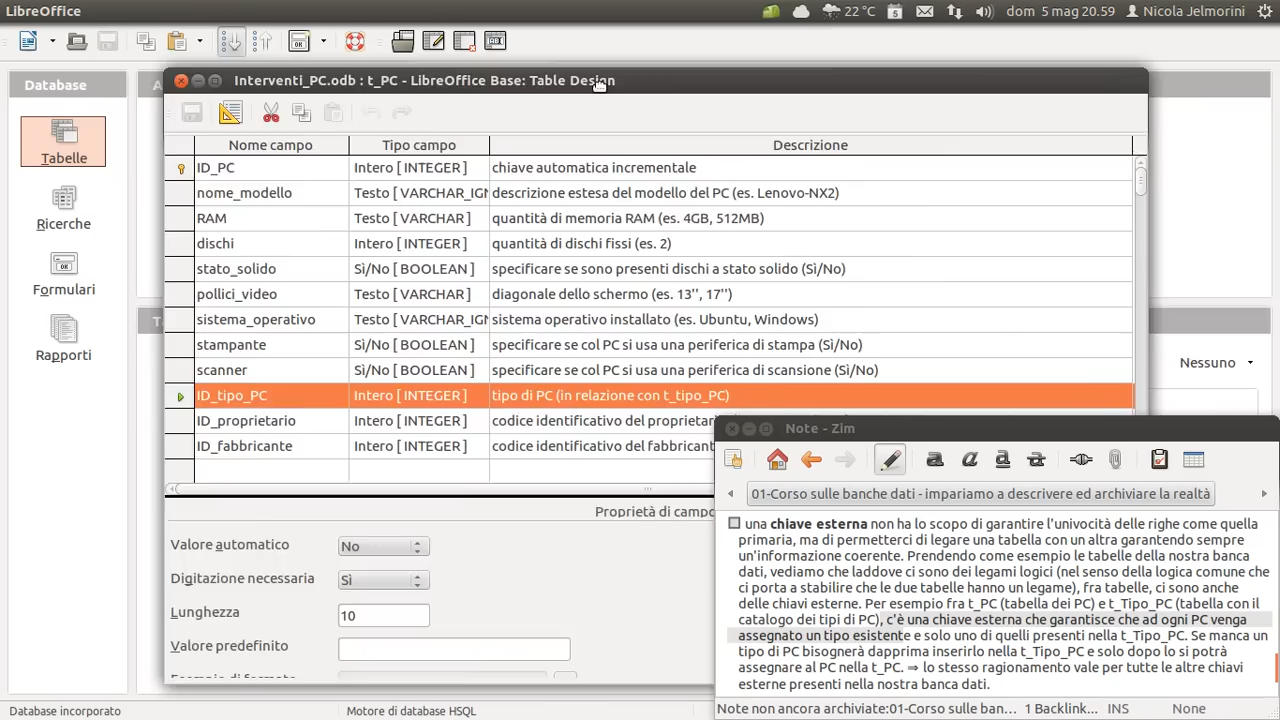 LibreOffice
22 °C
5
dom 5 mag 20.59
Nicola Jelmorini
Interventi_PC.odb : t_PC - LibreOffice Base: Table Design
Database
A
Tabelle
Ricerche
Formulari
Rapporti
Nome campo Tipo campo Descrizione
ID_PC Intero [ INTEGER ] chiave automatica incrementale
nome_modello Testo [ VARCHAR_IGN descrizione estesa del modello del PC (es. Lenovo-NX2)
RAM Testo [ VARCHAR ] quantità di memoria RAM (es. 4GB, 512MB)
dischi Intero [ INTEGER ] quantità di dischi fissi (es. 2)
stato_solido Sì/No [ BOOLEAN ] specificare se sono presenti dischi a stato solido (Sì/No)
pollici_video Testo [ VARCHAR ] diagonale dello schermo (es. 13'', 17'')
sistema_operativo Testo [ VARCHAR_IGN sistema operativo installato (es. Ubuntu, Windows)
stampante Sì/No [ BOOLEAN ] specificare se col PC si usa una periferica di stampa (Sì/No)
scanner Sì/No [ BOOLEAN ] specificare se col PC si usa una periferica di scansione (Sì/No)
ID_tipo_PC Intero [ INTEGER ] tipo di PC (in relazione con t_tipo_PC)
ID_proprietario Intero [ INTEGER ] codice identificativo del proprietar
ID_fabbricante Intero [ INTEGER ] codice identificativo del fabbricant
Nessuno
Proprietà di campo
Valore automatico No
Digitazione necessaria Sì
Lunghezza 10
Valore predefinito
Note - Zim
01-Corso sulle banche dati - impariamo a descrivere ed archiviare la realtà
una chiave esterna non ha lo scopo di garantire l'univocità delle righe come quella
primaria, ma di permetterci di legare una tabella con un altra garantendo sempre
un'informazione coerente. Prendendo come esempio le tabelle della nostra banca
dati, vediamo che laddove ci sono dei legami logici (nel senso della logica comune che
ci porta a stabilire che le due tabelle hanno un legame), fra tabelle, ci sono anche
delle chiavi esterne. Per esempio fra t_PC (tabella dei PC) e t_Tipo_PC (tabella con il
catalogo dei tipi di PC), c'è una chiave esterna che garantisce che ad ogni PC venga
assegnato un tipo esistente e solo uno di quelli presenti nella t_Tipo_PC. Se manca un
tipo di PC bisognerà dapprima inserirlo nella t_Tipo_PC e solo dopo lo si potrà
assegnare al PC nella t_PC. ⇒ lo stesso ragionamento vale per tutte le altre chiavi
esterne presenti nella nostra banca dati.
Note non ancora archiviate:01-Corso sulle ban... 1 Backlink... INS None
Database incorporato
Motore di database HSQL